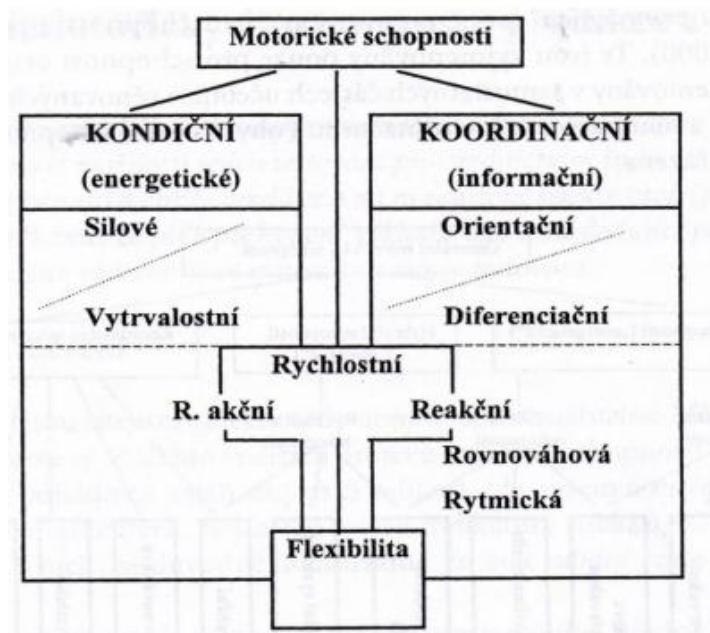 Motorické schopnosti
KONDIČNÍ
(energetické)
KOORDINAČNÍ
(informační)
Silové
Orientační
Vytrvalostní
Diferenciační
Rychlostní
R. akční
Reakční
Rovnováhová
Rytmická
Flexibilita